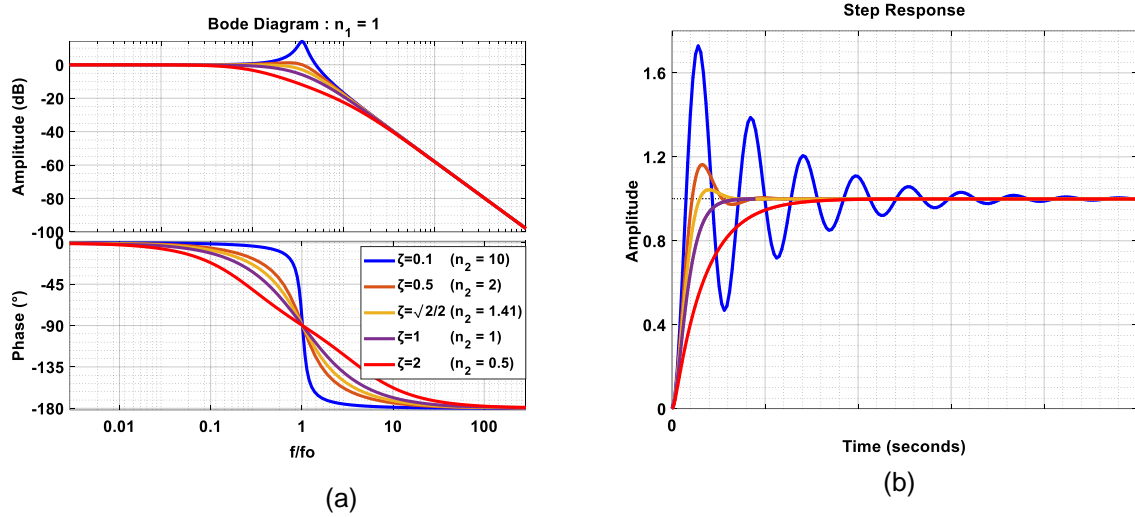 Bode Diagram : n₁ = 1
Amplitude (dB)
0
-20
-40
-60
-80
-100
Phase (°)
0
-45
-90
-135
-180
ζ=0.1 (n₂ = 10)
ζ=0.5 (n₂ = 2)
ζ=√2/2 (n₂ = 1.41)
ζ=1 (n₂ = 1)
ζ=2 (n₂ = 0.5)
0.01 0.1 1 10 100
f/fo
(a)
Step Response
Amplitude
1.6
1.2
0.8
0.4
0
0
Time (seconds)
(b)